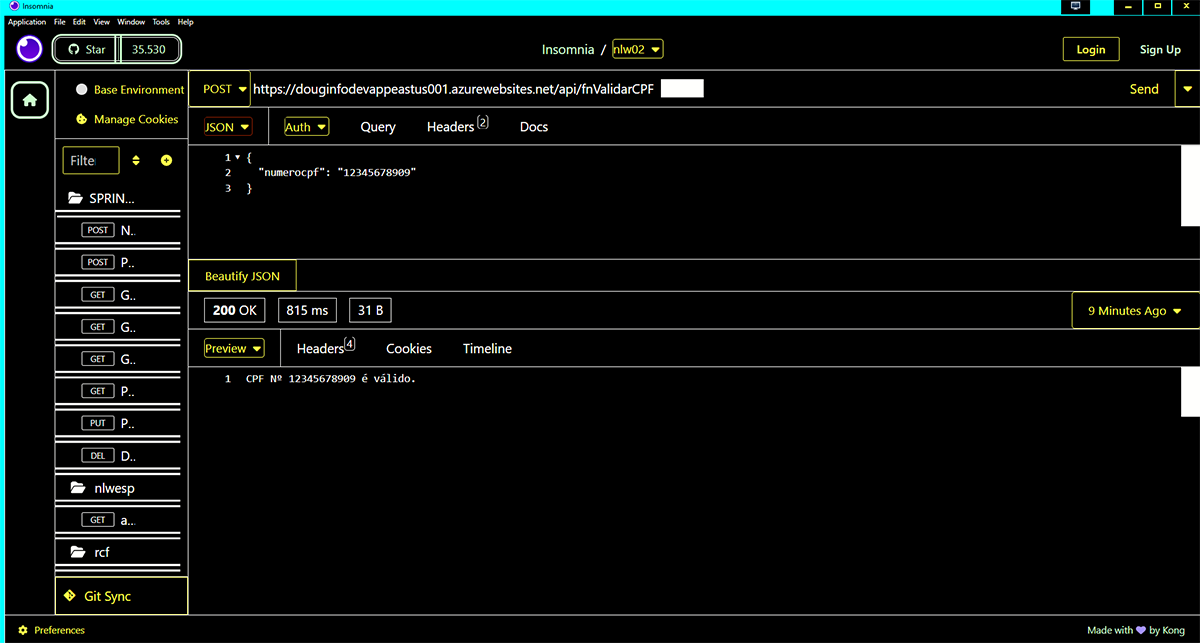 Insomnia
Application File Edit View Window Tools Help
Star 35.530
Insomnia / nlw02
Login Sign Up
Base Environment
Manage Cookies
POST https://douginfodevappeastus001.azurewebsites.net/api/fnValidarCPF
Send
JSON Auth Query Headers 2 Docs
Filte
1 {
2 "numerocpf": "12345678909"
3 }
SPRIN...
POST N..
POST P..
GET G..
GET G..
GET G..
GET P..
PUT P..
DEL D..
nlwesp
GET a...
rcf
Git Sync
Beautify JSON
200 OK 815 ms 31 B
9 Minutes Ago
Preview Headers 4 Cookies Timeline
1 CPF Nº 12345678909 é válido.
Preferences
Made with 💜 by Kong